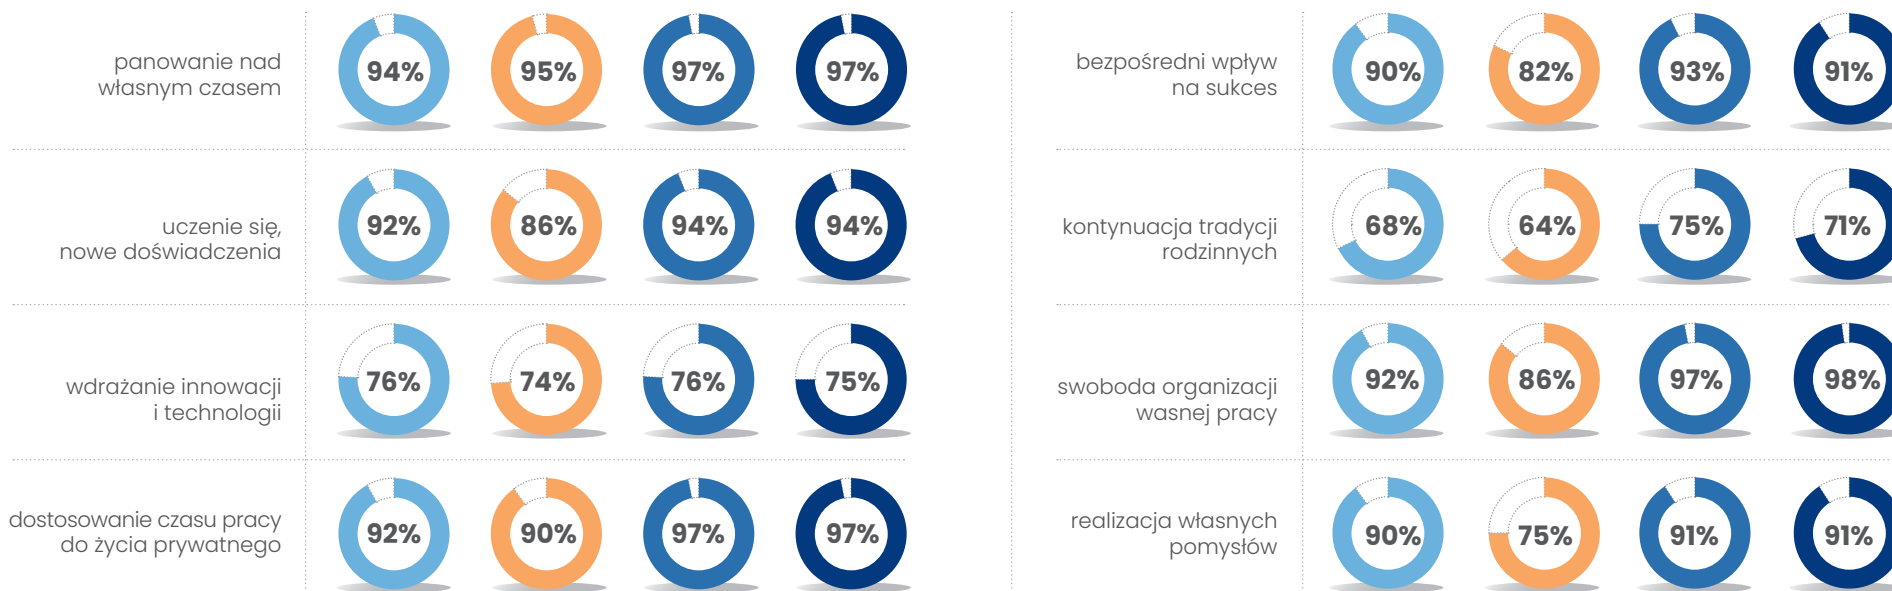 panowanie nad
własnym czasem
94% 95% 97% 97%
uczenie się,
nowe doświadczenia
92% 86% 94% 94%
wdrażanie innowacji
i technologii
76% 74% 76% 75%
dostosowanie czasu pracy
do życia prywatnego
92% 90% 97% 97%
bezpośredni wpływ
na sukces
90% 82% 93% 91%
kontynuacja tradycji
rodzinnych
68% 64% 75% 71%
swoboda organizacji
wasnej pracy
92% 86% 97% 98%
realizacja własnych
pomysłów
90% 75% 91% 91%